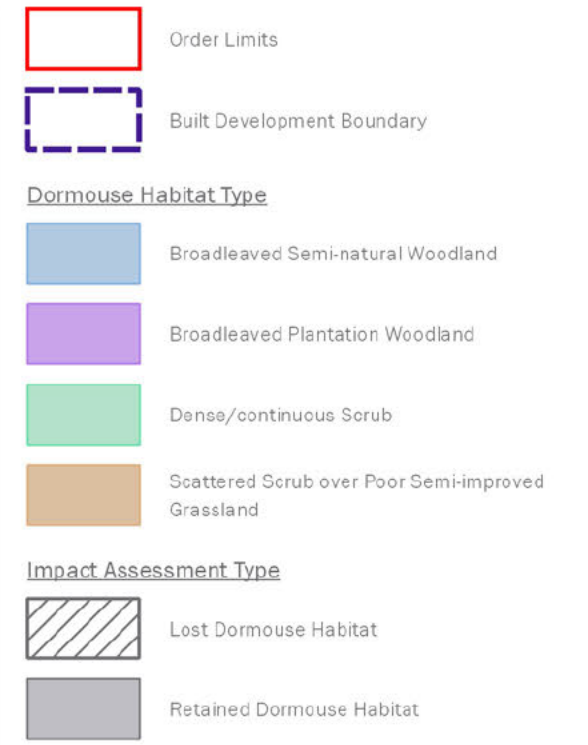 Order Limits
Built Development Boundary
Dormouse Habitat Type
Broadleaved Semi-natural Woodland
Broadleaved Plantation Woodland
Dense/continuous Scrub
Scattered Scrub over Poor Semi-improved
Grassland
Impact Assessment Type
Lost Dormouse Habitat
Retained Dormouse Habitat